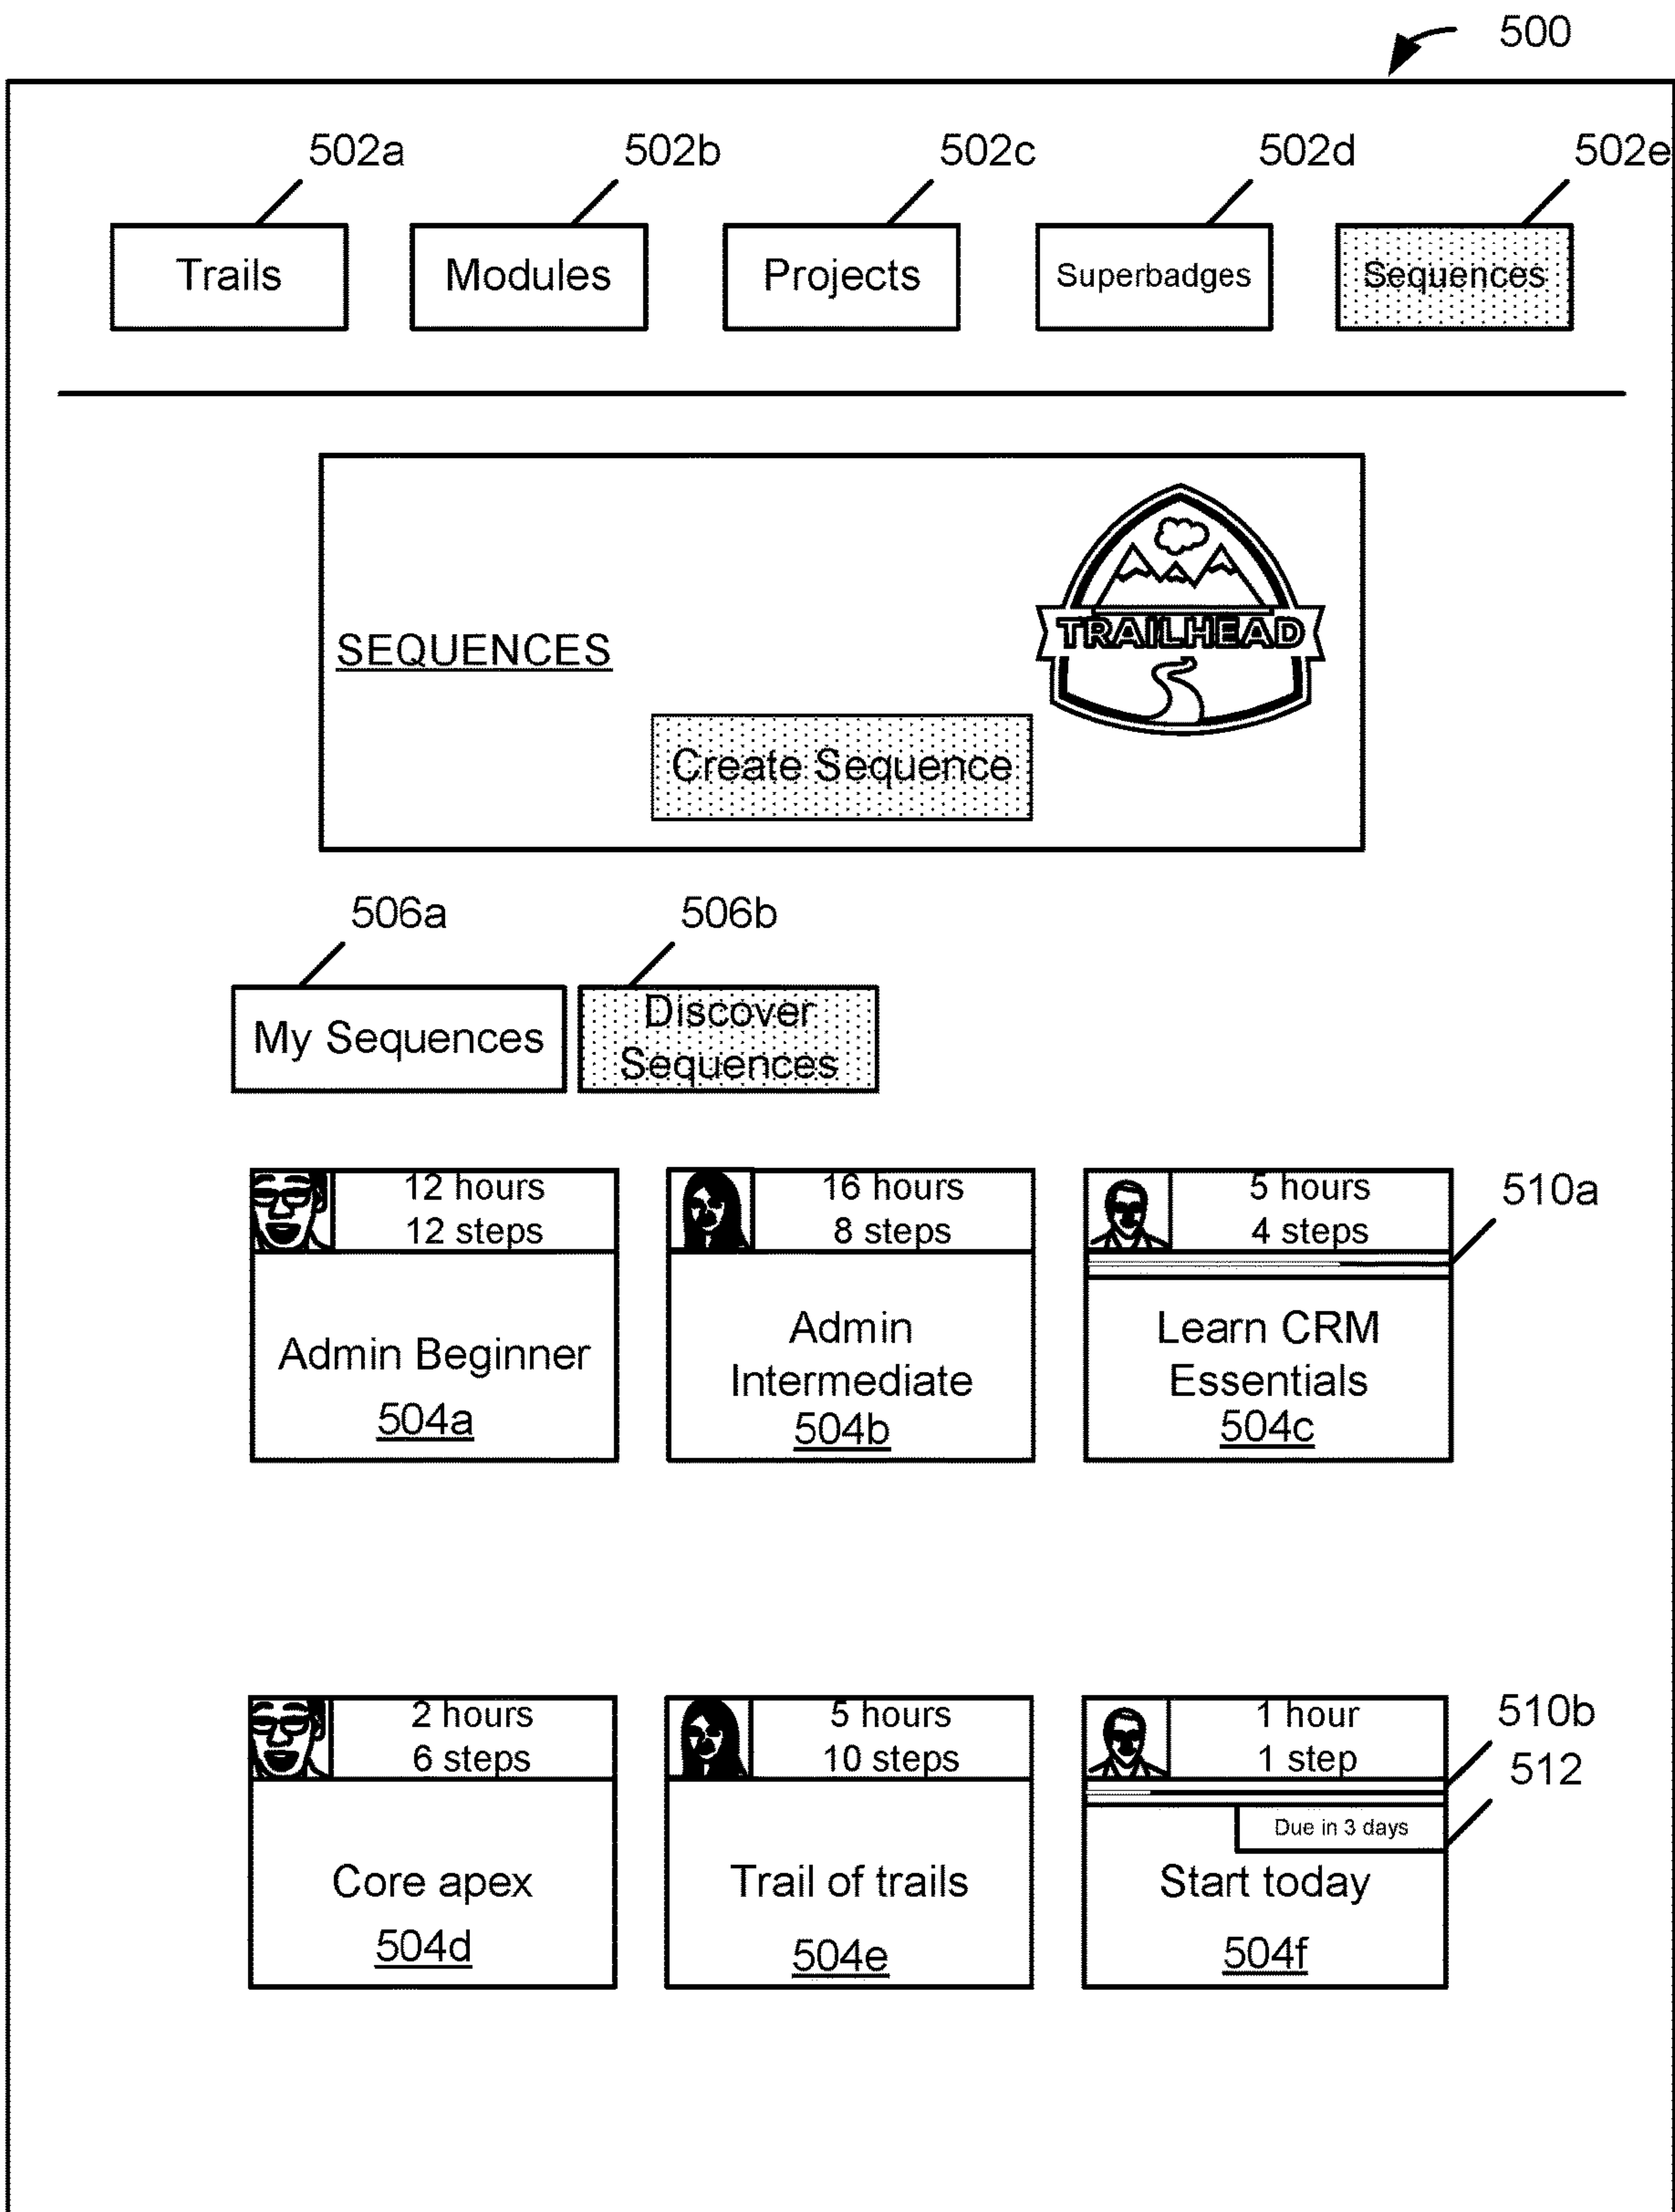 500
502a
502b
502c
502d
502e
Trails
Modules
Projects
Superbadges
Sequences
TRAILHEAD
SEQUENCES
Create Sequence
506a
506b
My Sequences
Discover
Sequences
12 hours
12 steps
Admin Beginner
504a
16 hours
8 steps
Admin
Intermediate
504b
5 hours
4 steps
510a
Learn CRM
Essentials
504c
2 hours
6 steps
Core apex
504d
5 hours
10 steps
Trail of trails
504e
1 hour
1 step
510b
512
Due in 3 days
Start today
504f